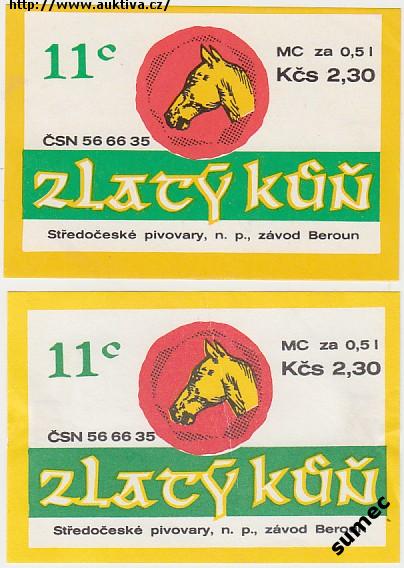 http://www.auktiva.cz/
11c
MC za 0,5 l
Kčs 2,30
ČSN 56 66 35
zlatý kůň
Středočeské pivovary, n. p., závod Beroun
11c
MC za 0,5 l
Kčs 2,30
ČSN 56 66 35
zlatý kůň
Středočeské pivovary, n. p., závod Beroun
sumec